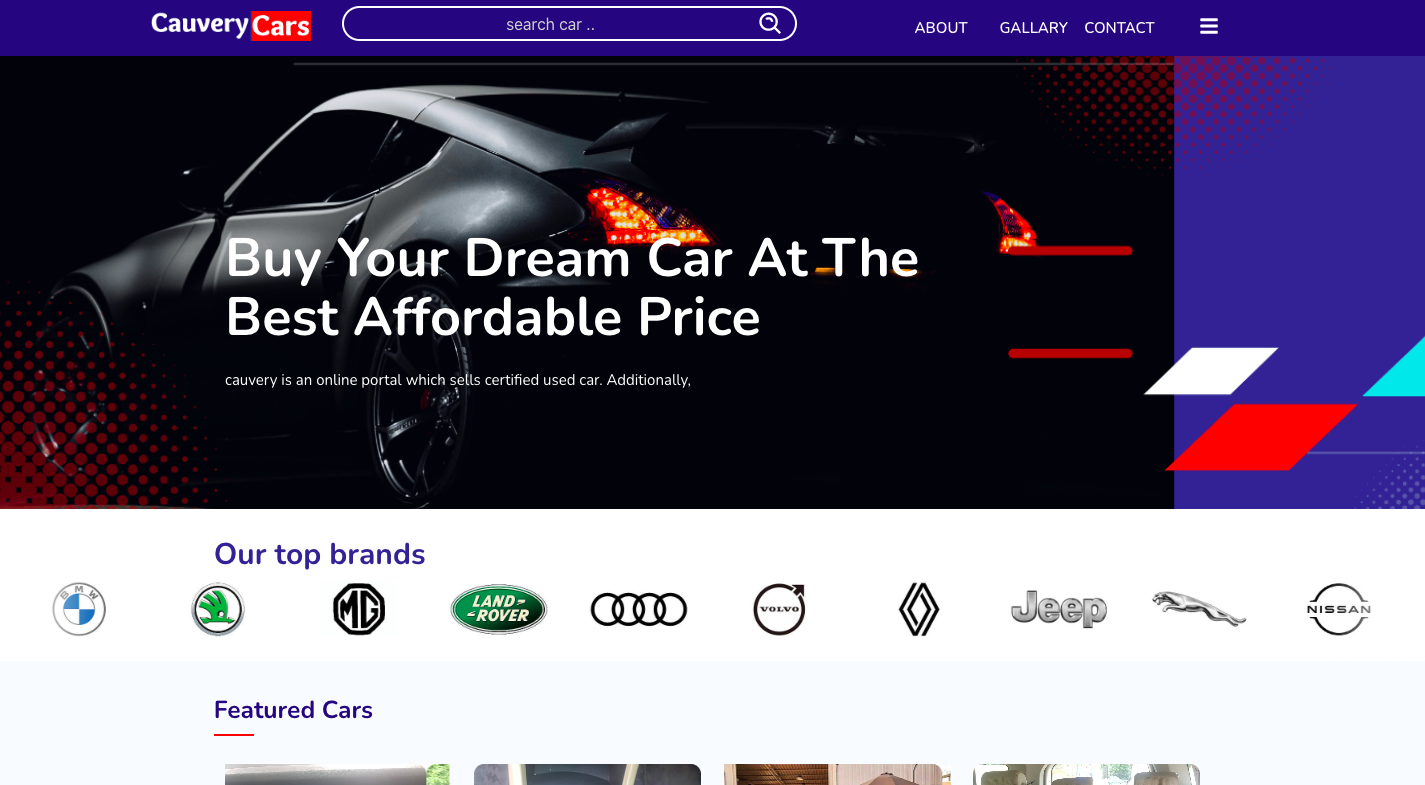 Cauvery Cars
search car ..
ABOUT GALLARY CONTACT
Buy Your Dream Car At The
Best Affordable Price
cauvery is an online portal which sells certified used car. Additionally,
Our top brands
BMW
MG
LAND-
ROVER
VOLVO
Jeep
NISSAN
Featured Cars